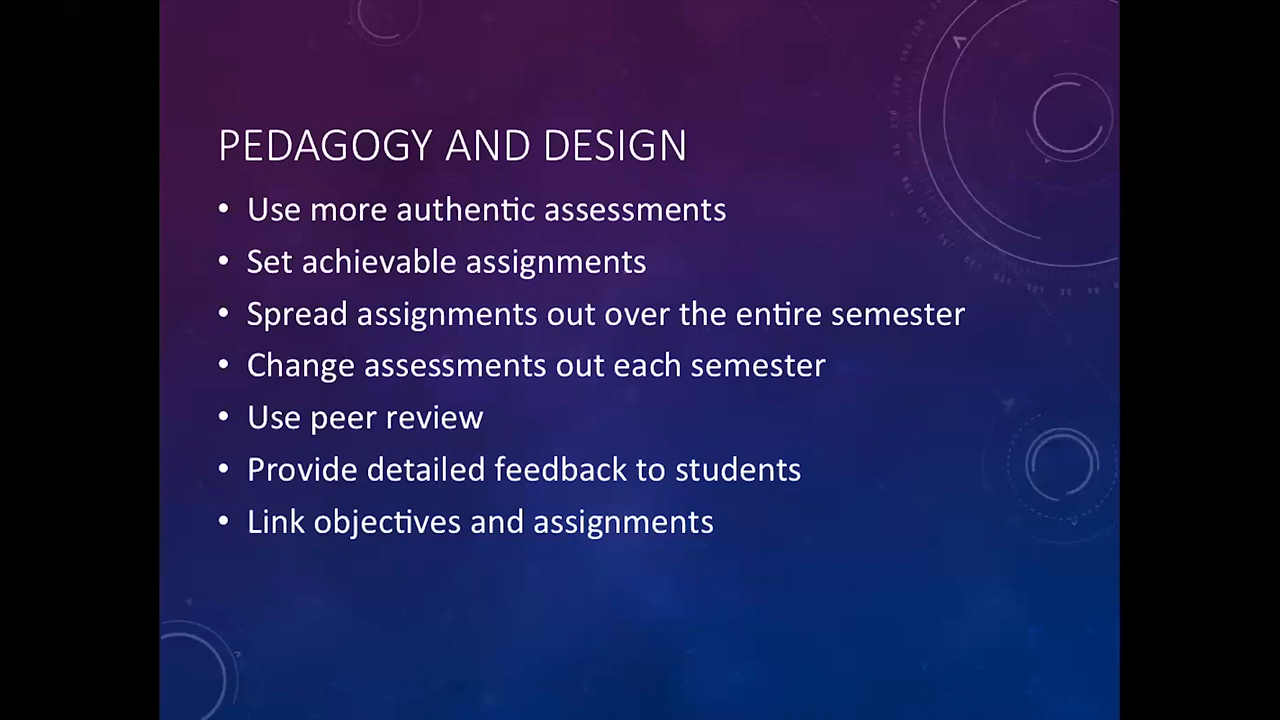 PEDAGOGY AND DESIGN
• Use more authentic assessments
• Set achievable assignments
• Spread assignments out over the entire semester
• Change assessments out each semester
• Use peer review
• Provide detailed feedback to students
• Link objectives and assignments